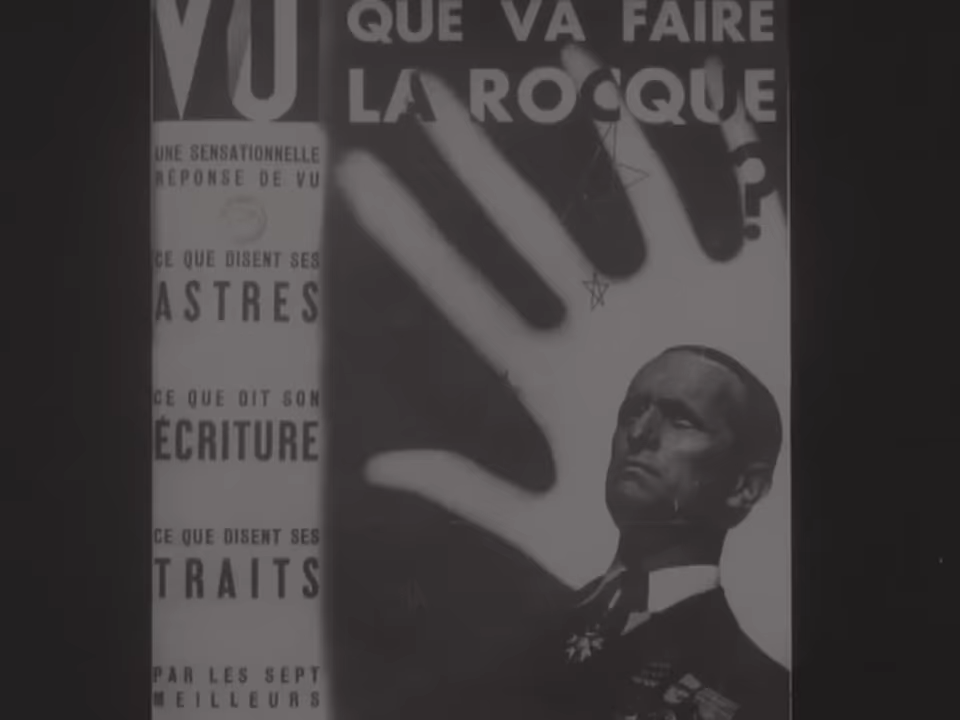 VU
QUE VA FAIRE
LA ROCQUE
?
UNE SENSATIONNELLE
RÉPONSE DE VU
CE QUE DISENT SES
ASTRES
CE QUE DIT SON
ÉCRITURE
CE QUE DISENT SES
TRAITS
PAR LES SEPT
MEILLEURS